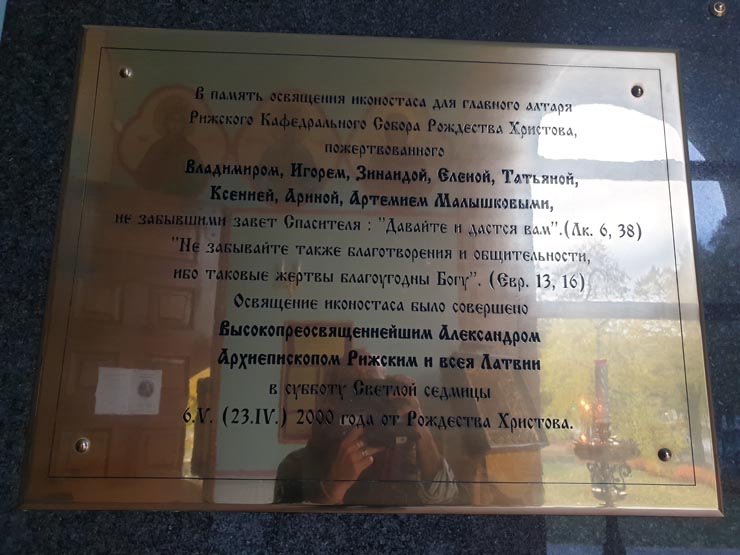 В память освящения иконостаса для главного алтаря
Рижского Кафедрального Собора Рождества Христова,
пожертвованного
Владимиром, Игорем, Зинандой, Еленой, Татьяной,
Ксенией, Ариной, Артемием Малышковыми,
не забывшими завет Спасителя : "Давайте и дастся вам".(Лк. 6, 38)
"Не забывайте также благотворения и общительности,
ибо таковые жертвы благоугодны Богу". (Евр. 13, 16)
Освящение иконостаса было совершено
Высокопреосвященнейшим Александром
Архиепископом Рижским и всея Латвии
в субботу Светлой седмицы
6.V. (23.IV.) 2000 года от Рождества Христова.